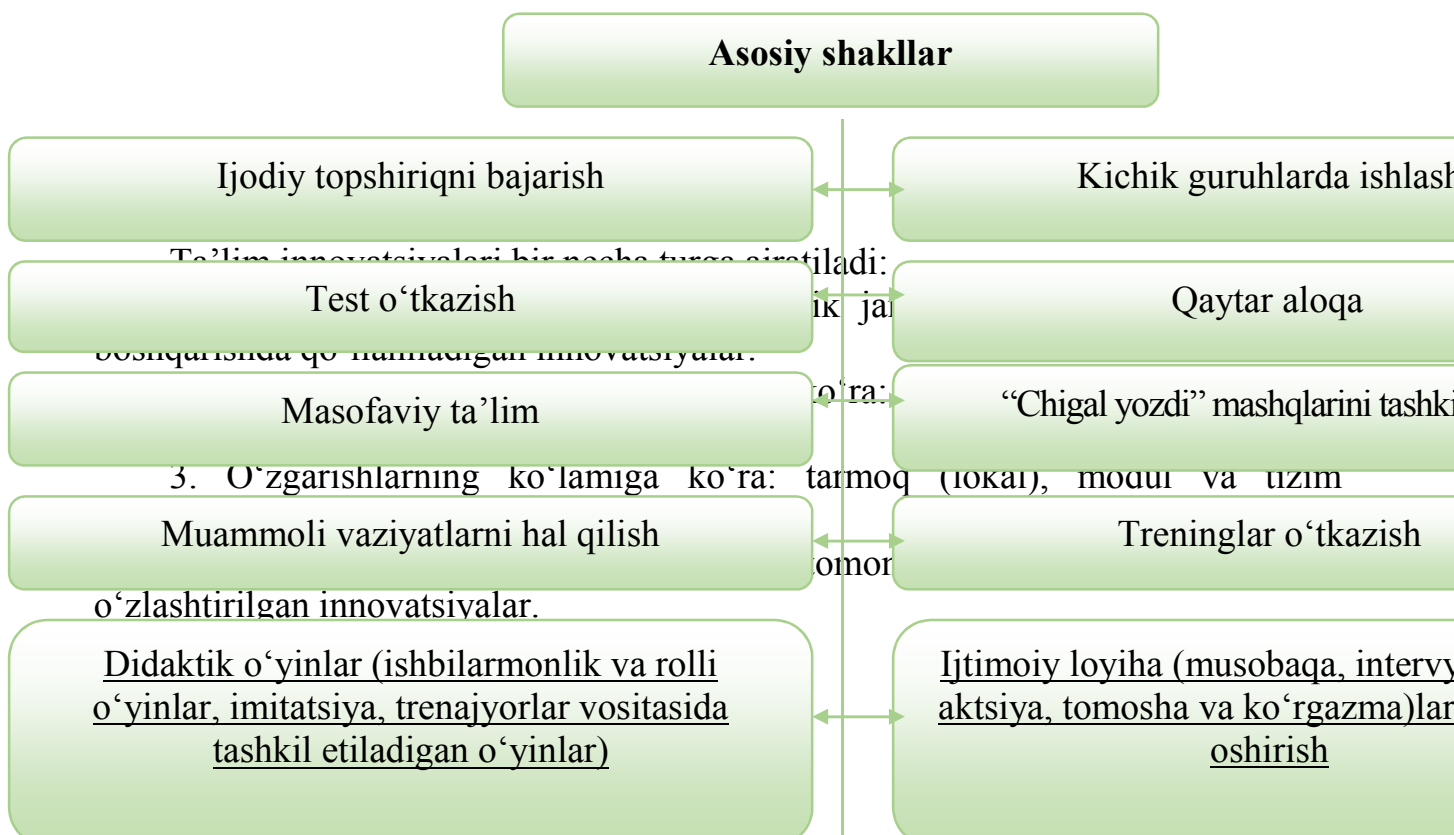 Asosiy shakllar
Ijodiy topshiriqni bajarish
Kichik guruhlarda ishlash
Ta’lim innovatsiyalari bir necha turga ajratiladi:
Test o‘tkazish
Qaytar aloqa
boshqarishda qo‘llaniladigan innovatsiyalar.
Masofaviy ta’lim
ko‘ra:
“Chigal yozdi” mashqlarini
3. O‘zgarishlarning ko‘lamiga ko‘ra: tarmoq (lokal), modul va tizim
Muammoli vaziyatlarni hal qilish
Treninglar o‘tkazish
o‘zlashtirilgan innovatsiyalar.
Didaktik o‘yinlar (ishbilarmonlik va rolli
o‘yinlar, imitatsiya, trenajyorlar vositasida
tashkil etiladigan o‘yinlar)
Ijtimoiy loyiha (musobaqa,
aktsiya, tomosha va ko‘rgazma)lar
oshirish